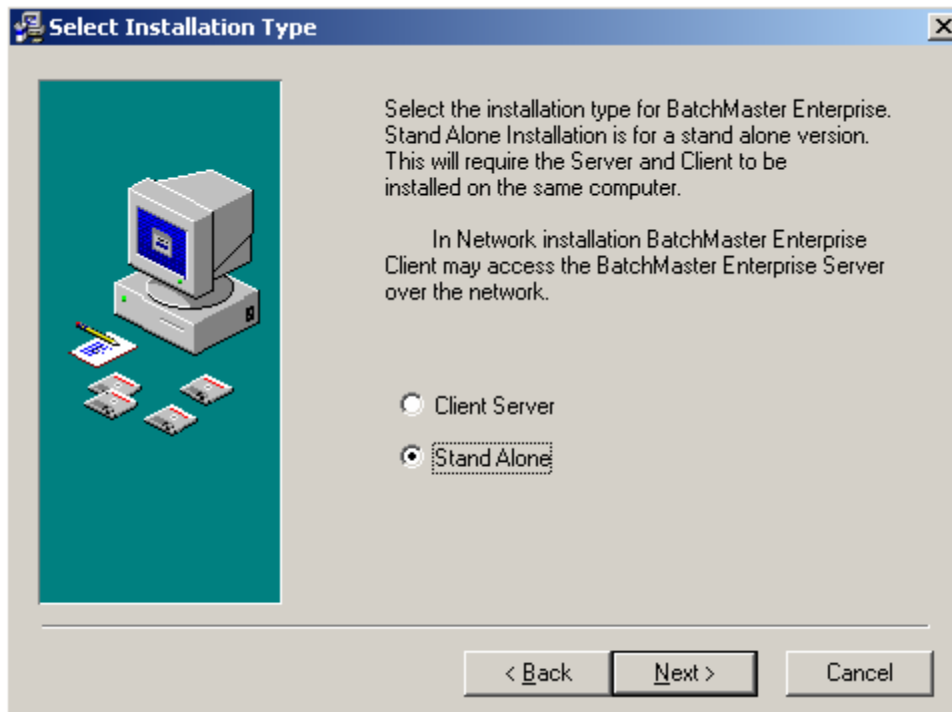 Select Installation Type
Select the installation type for BatchMaster Enterprise.
Stand Alone Installation is for a stand alone version.
This will require the Server and Client to be
installed on the same computer.
In Network installation BatchMaster Enterprise
Client may access the BatchMaster Enterprise Server
over the network.
Client Server
Stand Alone
< Back
Next >
Cancel